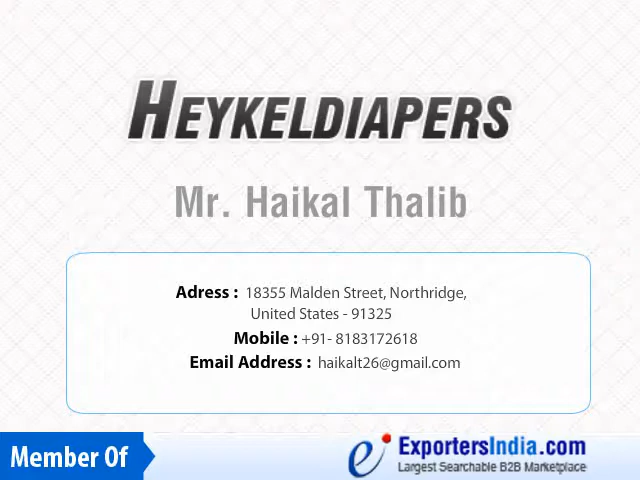 HEYKELDIAPERS
Mr. Haikal Thalib
Adress : 18355 Malden Street, Northridge,
United States - 91325
Mobile : +91- 8183172618
Email Address : haikalt26@gmail.com
Member Of
ExportersIndia.com
Largest Searchable B2B Marketplace